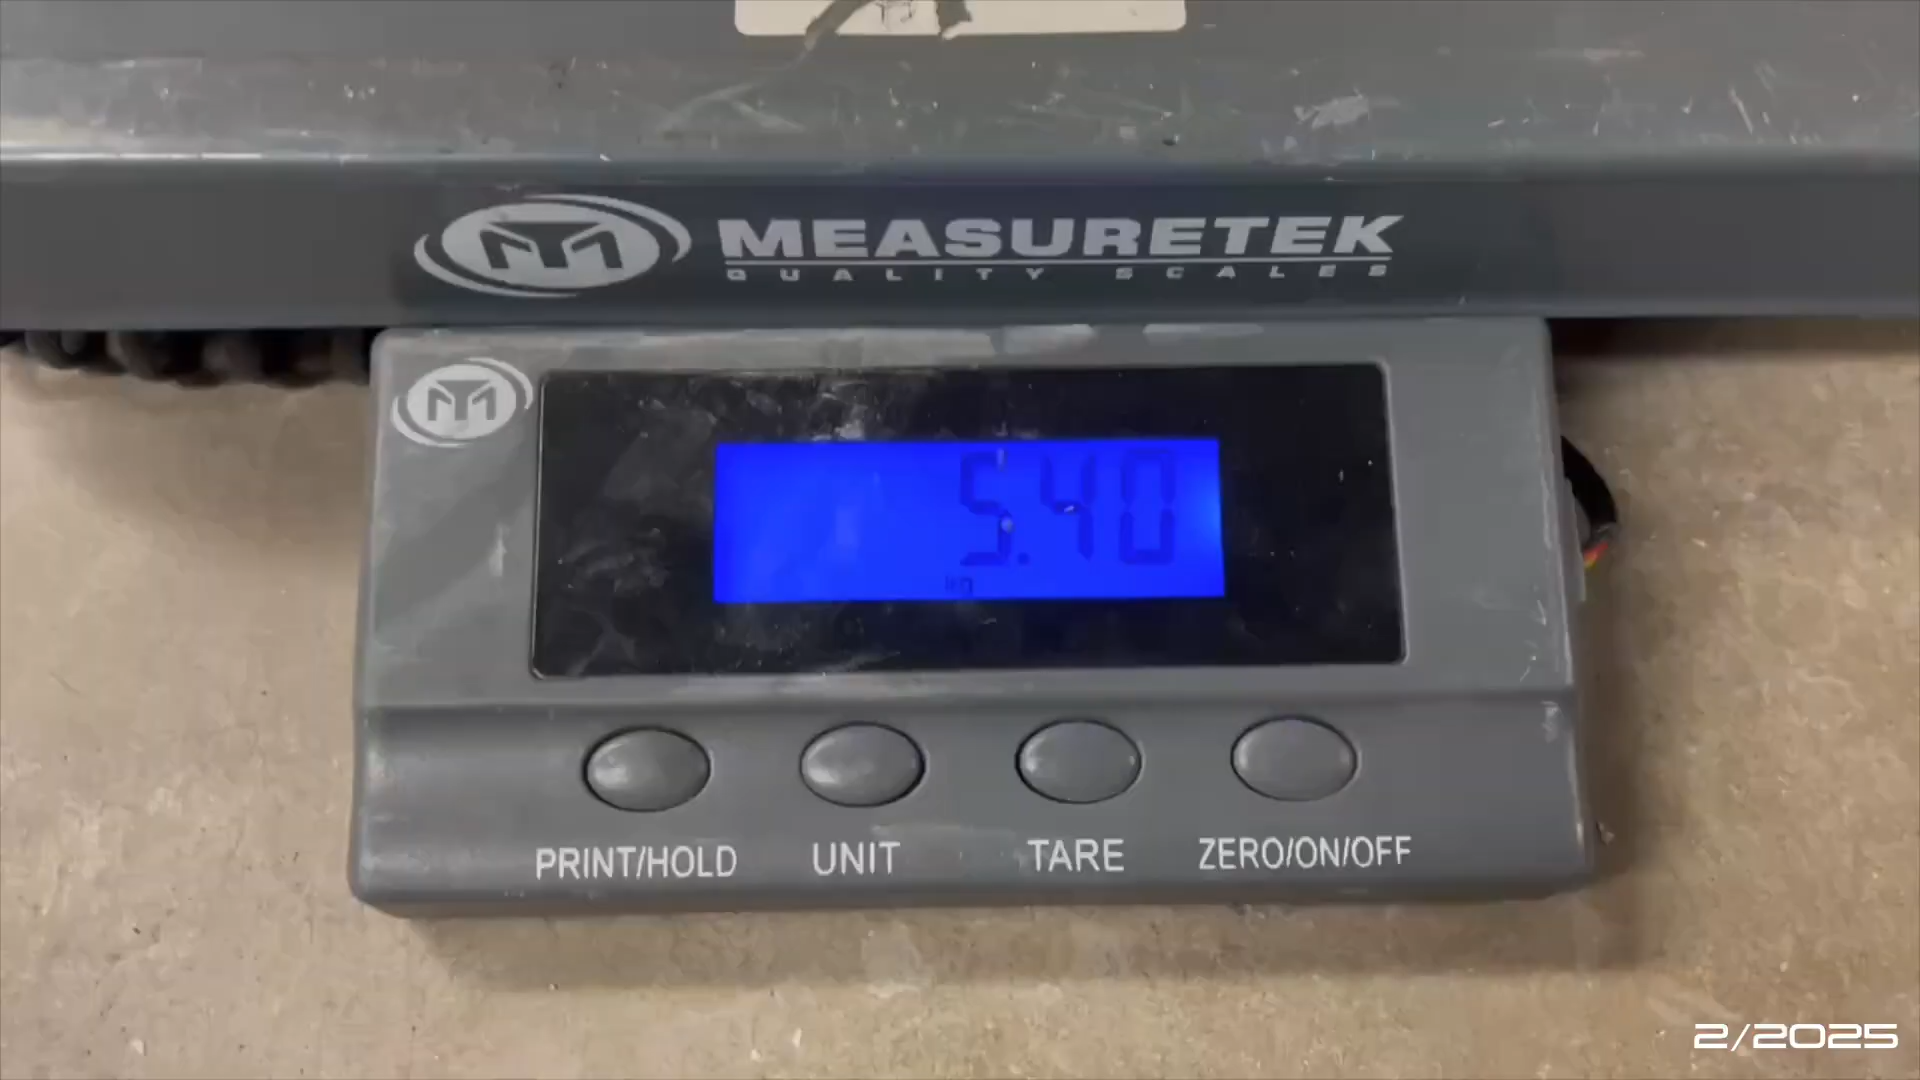 MEASURETEK
QUALITY SCALES
5.40
kg
PRINT/HOLD UNIT TARE ZERO/ON/OFF
2/2025